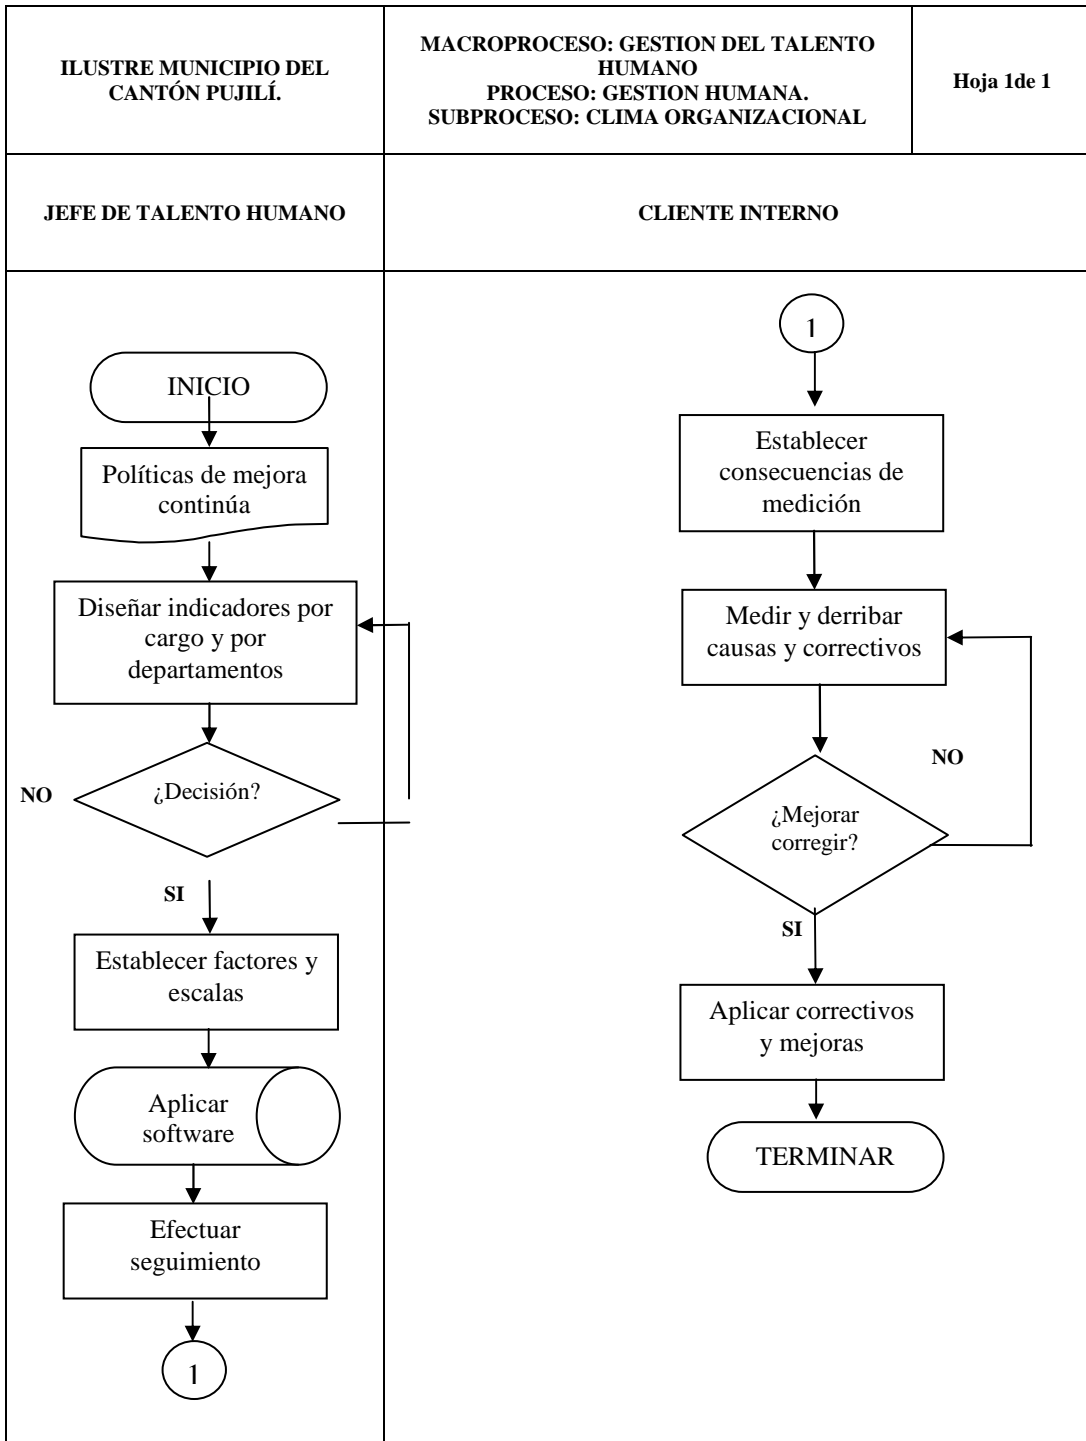 ILUSTRE MUNICIPIO DEL
CANTÓN PUJILÍ.
MACROPROCESO: GESTION DEL TALENTO
HUMANO
PROCESO: GESTION HUMANA.
SUBPROCESO: CLIMA ORGANIZACIONAL
Hoja 1de 1
JEFE DE TALENTO HUMANO
CLIENTE INTERNO
INICIO
Políticas de mejora
continúa
Diseñar indicadores por
cargo y por
departamentos
¿Decisión?
NO
SI
Establecer factores y
escalas
Aplicar
software
Efectuar
seguimiento
1
1
Establecer
consecuencias de
medición
Medir y derribar
causas y correctivos
NO
¿Mejorar
corregir?
SI
Aplicar correctivos
y mejoras
TERMINAR